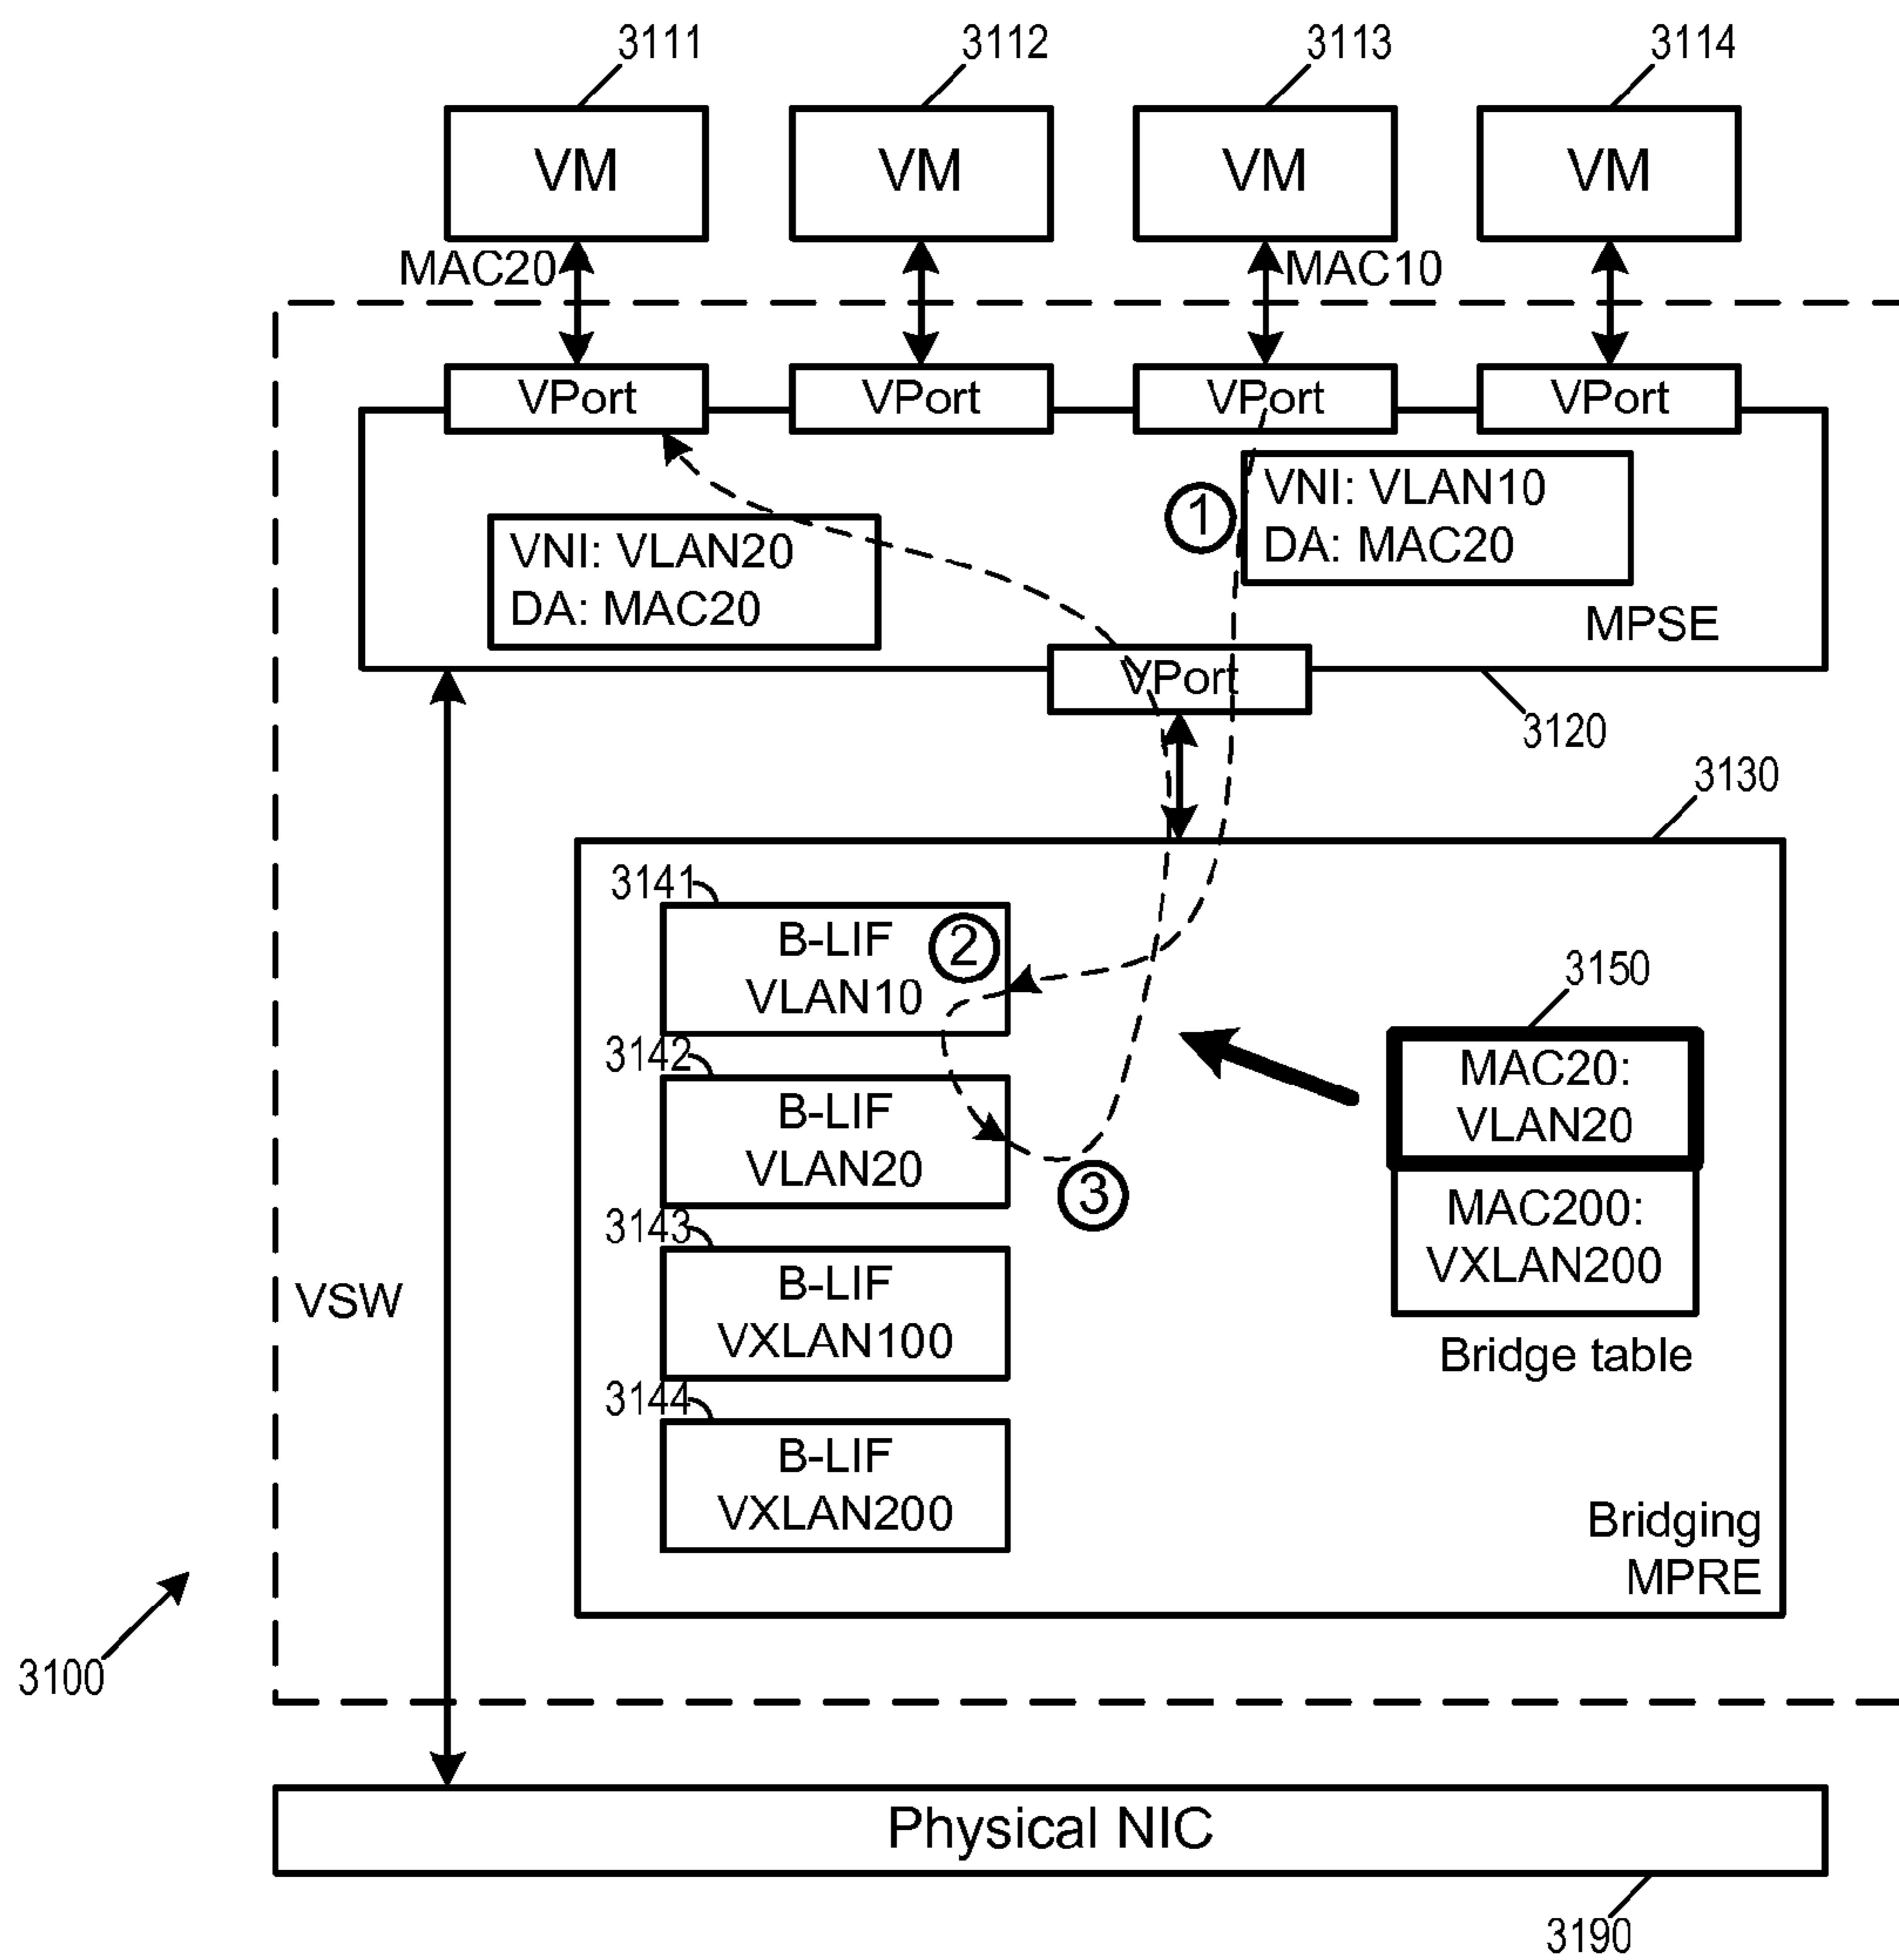 3111
3112
3113
3114
VM
VM
VM
VM
MAC20
MAC10
VPort
VPort
VPort
VPort
1
VNI: VLAN10
DA: MAC20
VNI: VLAN20
DA: MAC20
MPSE
VPort
3120
3130
3141
B-LIF
VLAN10
2
3150
3142
B-LIF
VLAN20
3
MAC20:
VLAN20
MAC200:
VXLAN200
Bridge table
3143
B-LIF
VXLAN100
VSW
3144
B-LIF
VXLAN200
Bridging
MPRE
3100
Physical NIC
3190